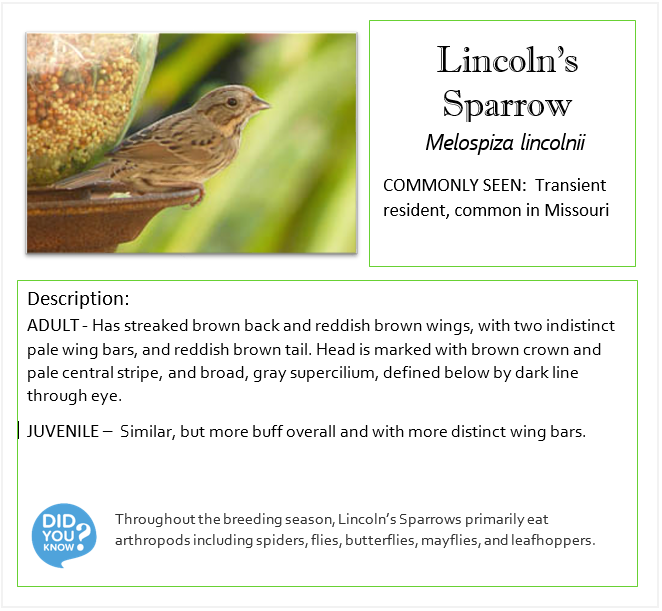 Lincoln's
Sparrow
Melospiza lincolnii
COMMONLY SEEN: Transient
resident, common in Missouri
Description:
ADULT - Has streaked brown back and reddish brown wings, with two indistinct
pale wing bars, and reddish brown tail. Head is marked with brown crown and
pale central stripe, and broad, gray supercilium, defined below by dark line
through eye.
JUVENILE – Similar, but more buff overall and with more distinct wing bars.
DID
YOU
KNOW?
Throughout the breeding season, Lincoln's Sparrows primarily eat
arthropods including spiders, flies, butterflies, mayflies, and leafhoppers.